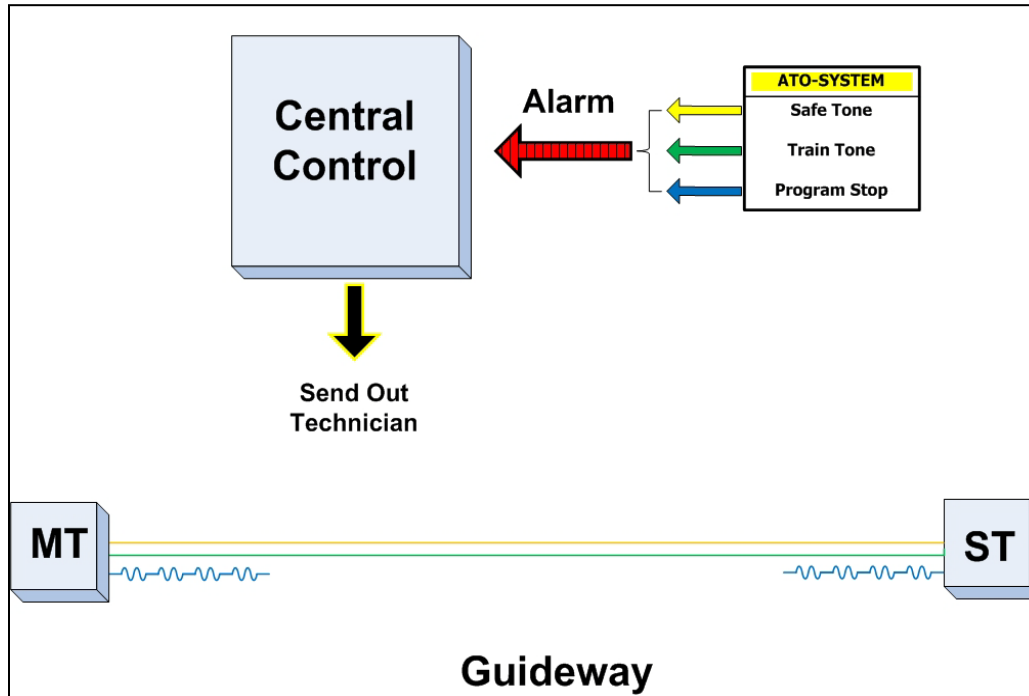 Central
Control
Alarm
ATO-SYSTEM
Safe Tone
Train Tone
Program Stop
Send Out
Technician
MT
ST
Guideway